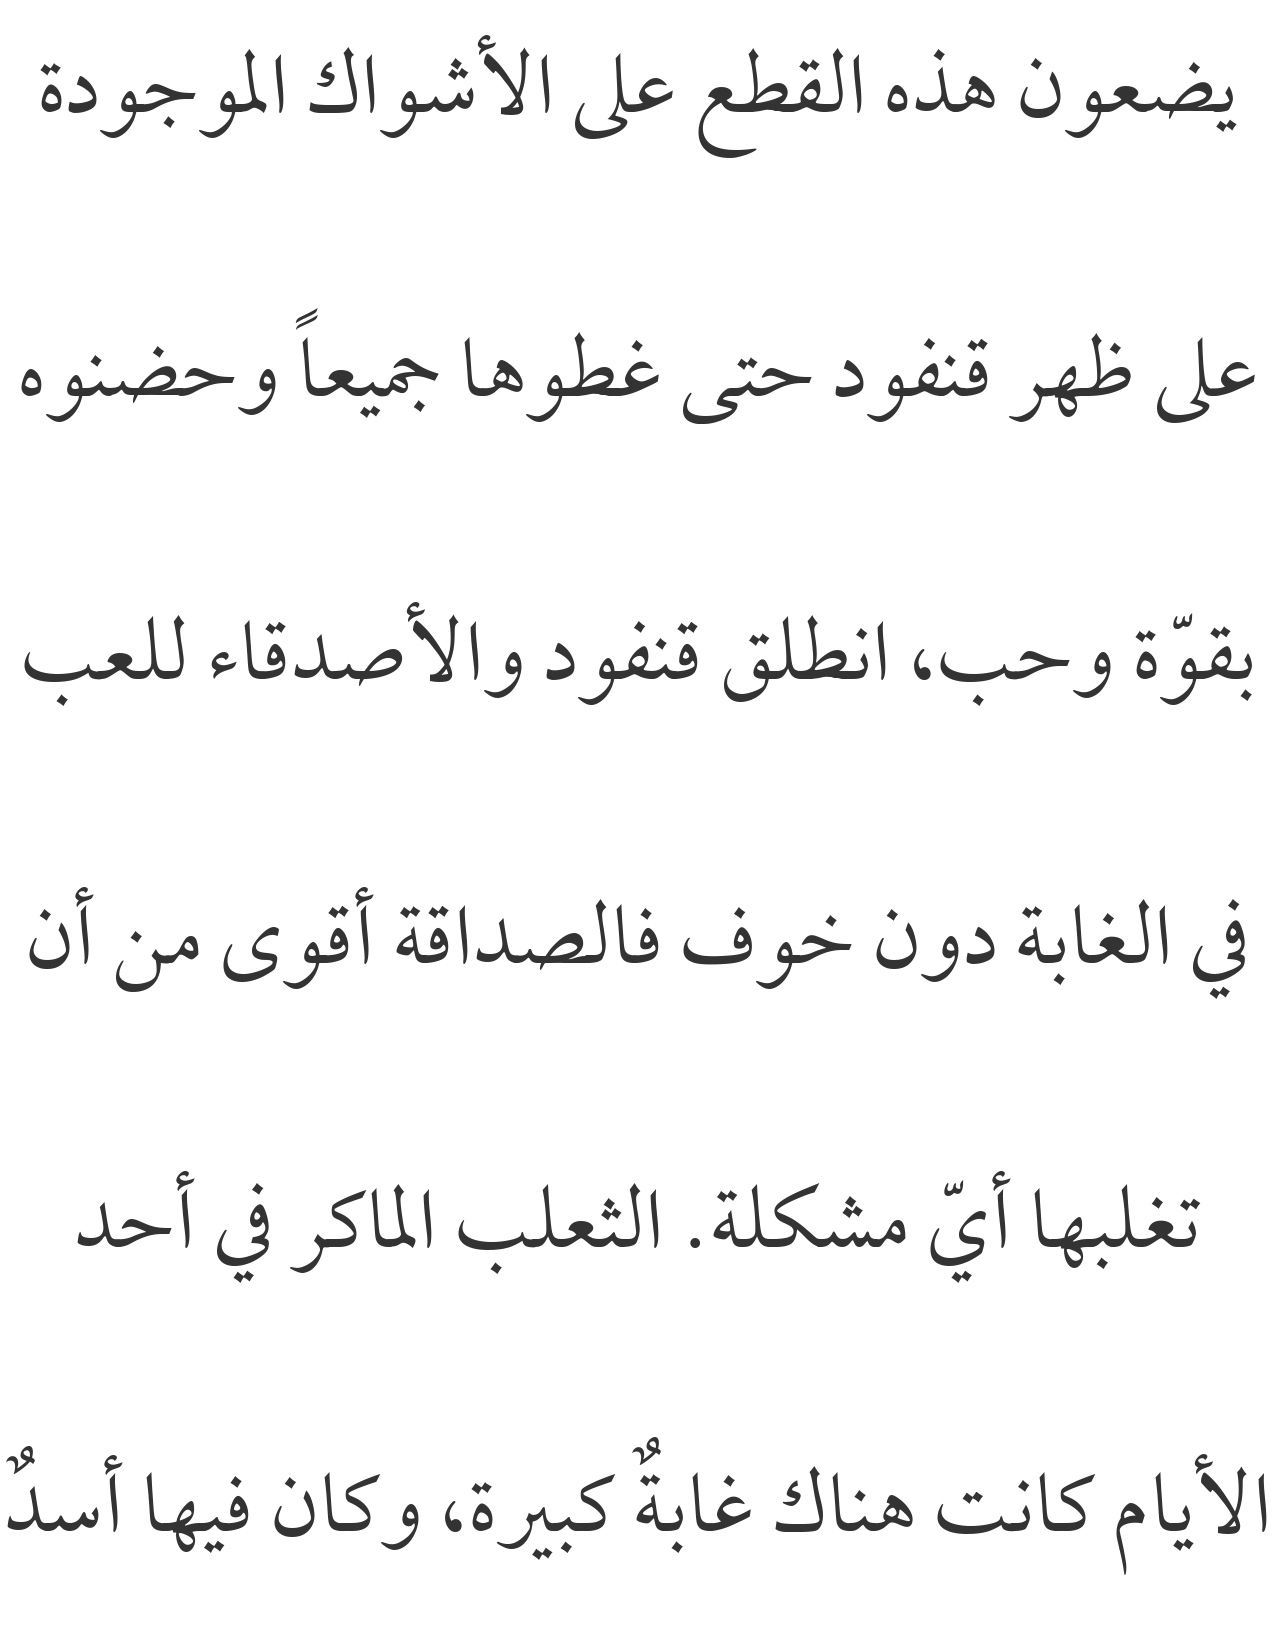 يضعون هذه القطع على الأشواك الموجودة
على ظهر قنفود حتى غطوها جميعاً وحضنوه
بقوّة وحب، انطلق قنفود والأصدقاء للعب
في الغابة دون خوف فالصداقة أقوى من أن
تغلبها أيّ مشكلة. الثعلب الماكر في أحد
الأيام كانت هناك غابةٌ كبيرة، وكان فيها أسدٌ